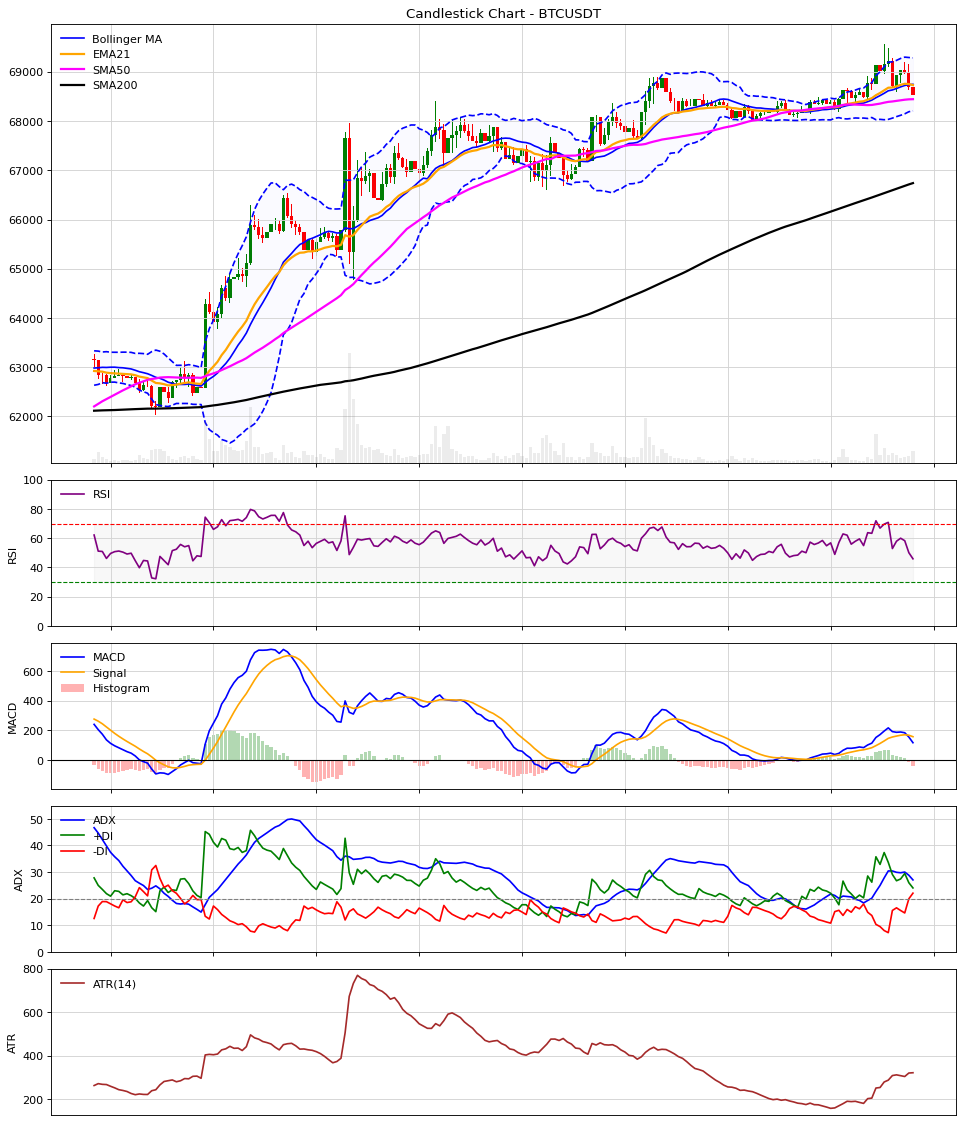 Candlestick Chart - BTCUSDT
Bollinger MA
EMA21
SMA50
SMA200
69000
68000
67000
66000
65000
64000
63000
62000
RSI
100
80
60
40
20
0
RSI
MACD
Signal
Histogram
600
400
200
0
MACD
ADX
+DI
-DI
50
40
30
20
10
0
ADX
ATR(14)
800
600
400
200
ATR